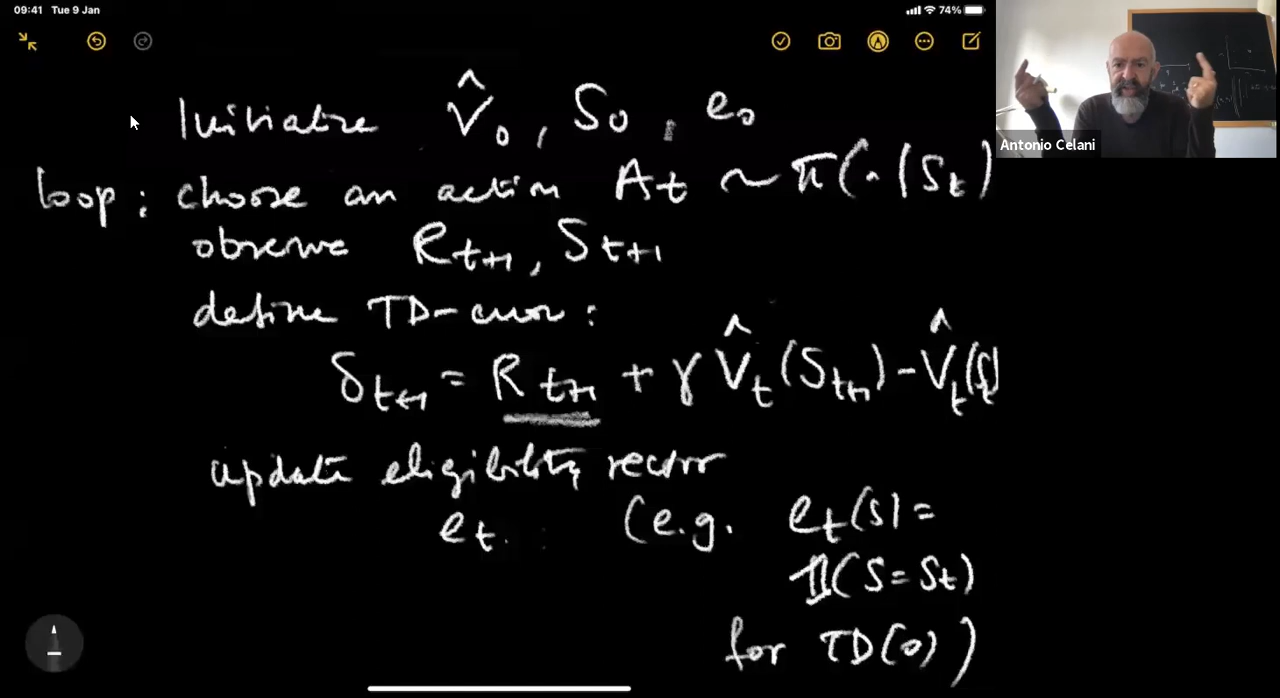 09:41 Tue 9 Jan
74%
Antonio Celani
Initialize V̂₀, S₀, e₀
loop: choose an action Aₜ ~ π(·|Sₜ)
observe Rₜ₊₁, Sₜ₊₁
define TD-error:
δₜ₊₁ = Rₜ₊₁ + γ V̂ₜ(Sₜ₊₁) - V̂ₜ(Sₜ)
update eligibility vector
eₜ. (e.g. eₜ(s) =
𝟙(S=Sₜ)
for TD(0))